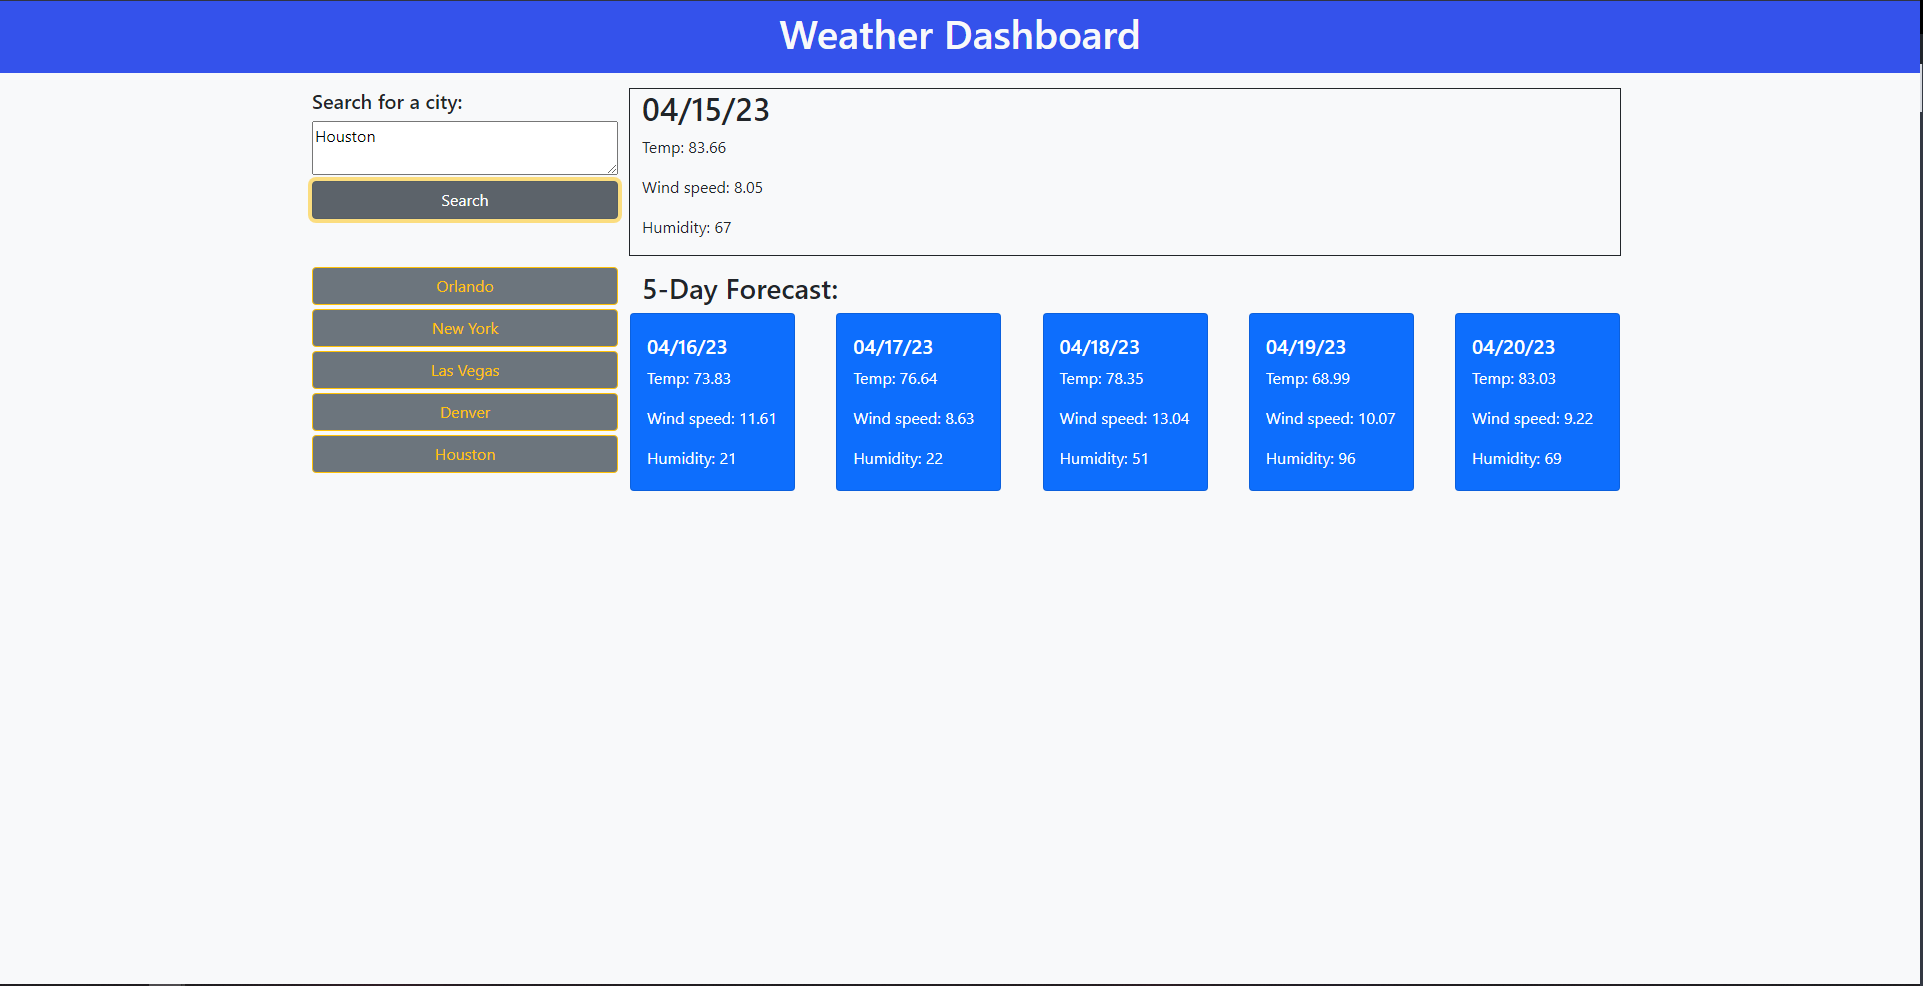 Weather Dashboard
Search for a city:
Houston
Search
Orlando
New York
Las Vegas
Denver
Houston
04/15/23
Temp: 83.66
Wind speed: 8.05
Humidity: 67
5-Day Forecast:
04/16/23
Temp: 73.83
Wind speed: 11.61
Humidity: 21
04/17/23
Temp: 76.64
Wind speed: 8.63
Humidity: 22
04/18/23
Temp: 78.35
Wind speed: 13.04
Humidity: 51
04/19/23
Temp: 68.99
Wind speed: 10.07
Humidity: 96
04/20/23
Temp: 83.03
Wind speed: 9.22
Humidity: 69